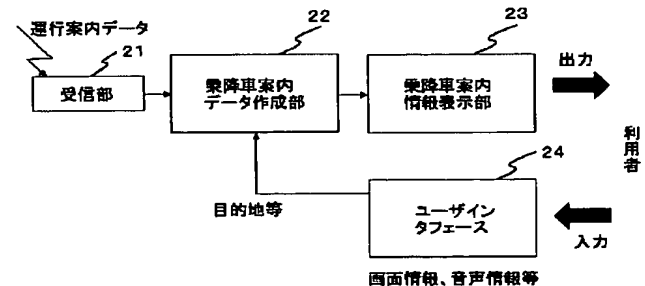 運行案内データ
21
22
23
受信部
乗降車案内
データ作成部
乗降車案内
情報表示部
出力
利用者
24
目的地等
ユーザイン
タフェース
入力
画面情報、音声情報等